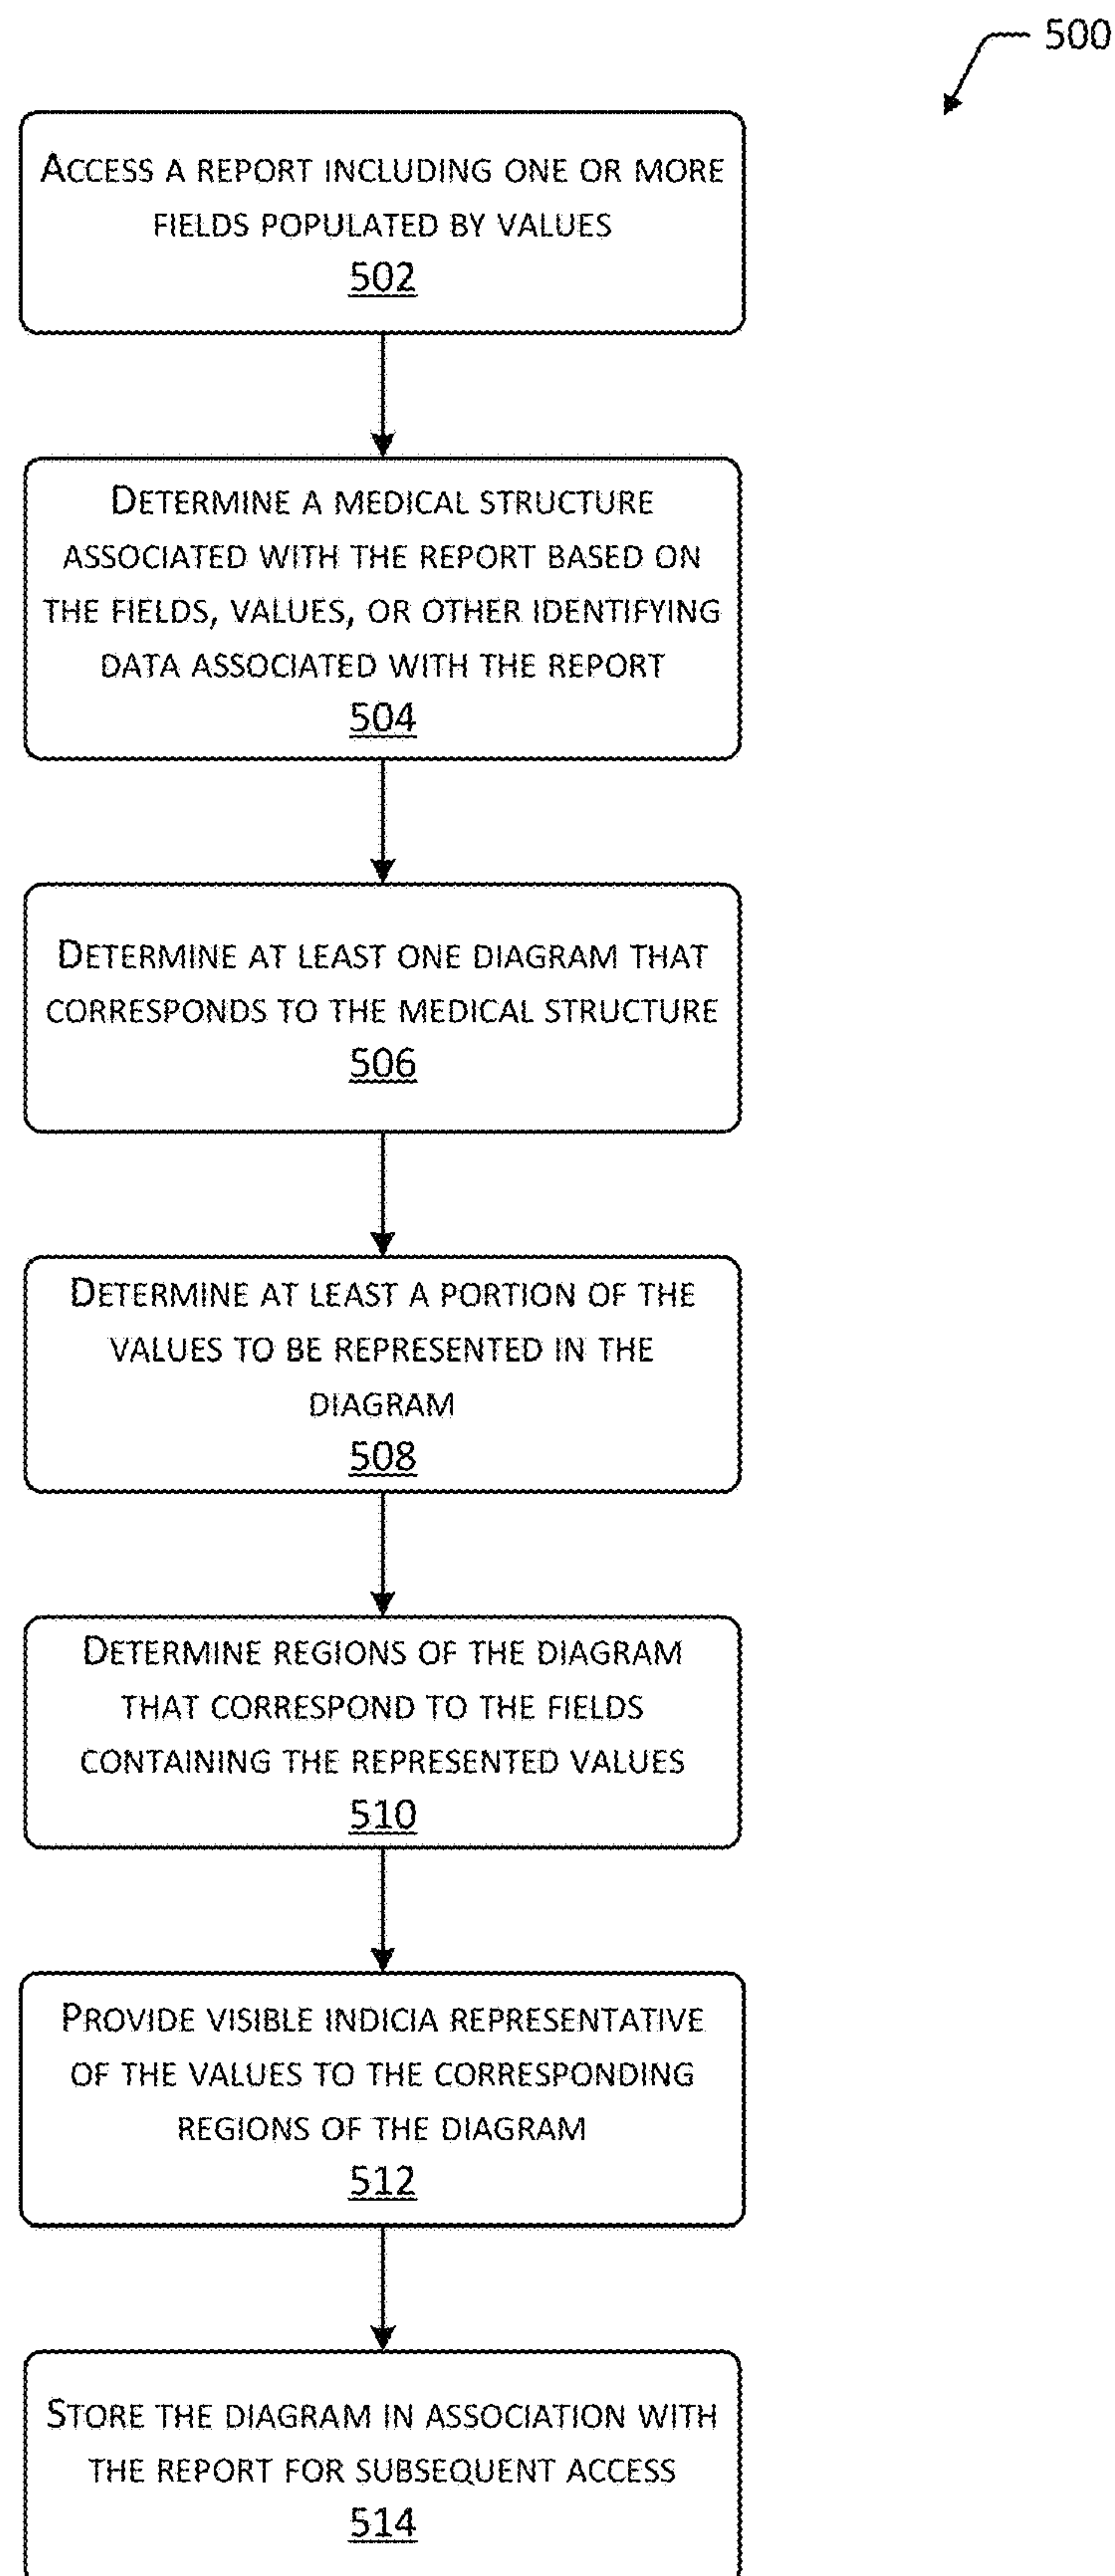 500
ACCESS A REPORT INCLUDING ONE OR MORE
FIELDS POPULATED BY VALUES
502
DETERMINE A MEDICAL STRUCTURE
ASSOCIATED WITH THE REPORT BASED ON
THE FIELDS, VALUES, OR OTHER IDENTIFYING
DATA ASSOCIATED WITH THE REPORT
504
DETERMINE AT LEAST ONE DIAGRAM THAT
CORRESPONDS TO THE MEDICAL STRUCTURE
506
DETERMINE AT LEAST A PORTION OF THE
VALUES TO BE REPRESENTED IN THE
DIAGRAM
508
DETERMINE REGIONS OF THE DIAGRAM
THAT CORRESPOND TO THE FIELDS
CONTAINING THE REPRESENTED VALUES
510
PROVIDE VISIBLE INDICIA REPRESENTATIVE
OF THE VALUES TO THE CORRESPONDING
REGIONS OF THE DIAGRAM
512
STORE THE DIAGRAM IN ASSOCIATION WITH
THE REPORT FOR SUBSEQUENT ACCESS
514